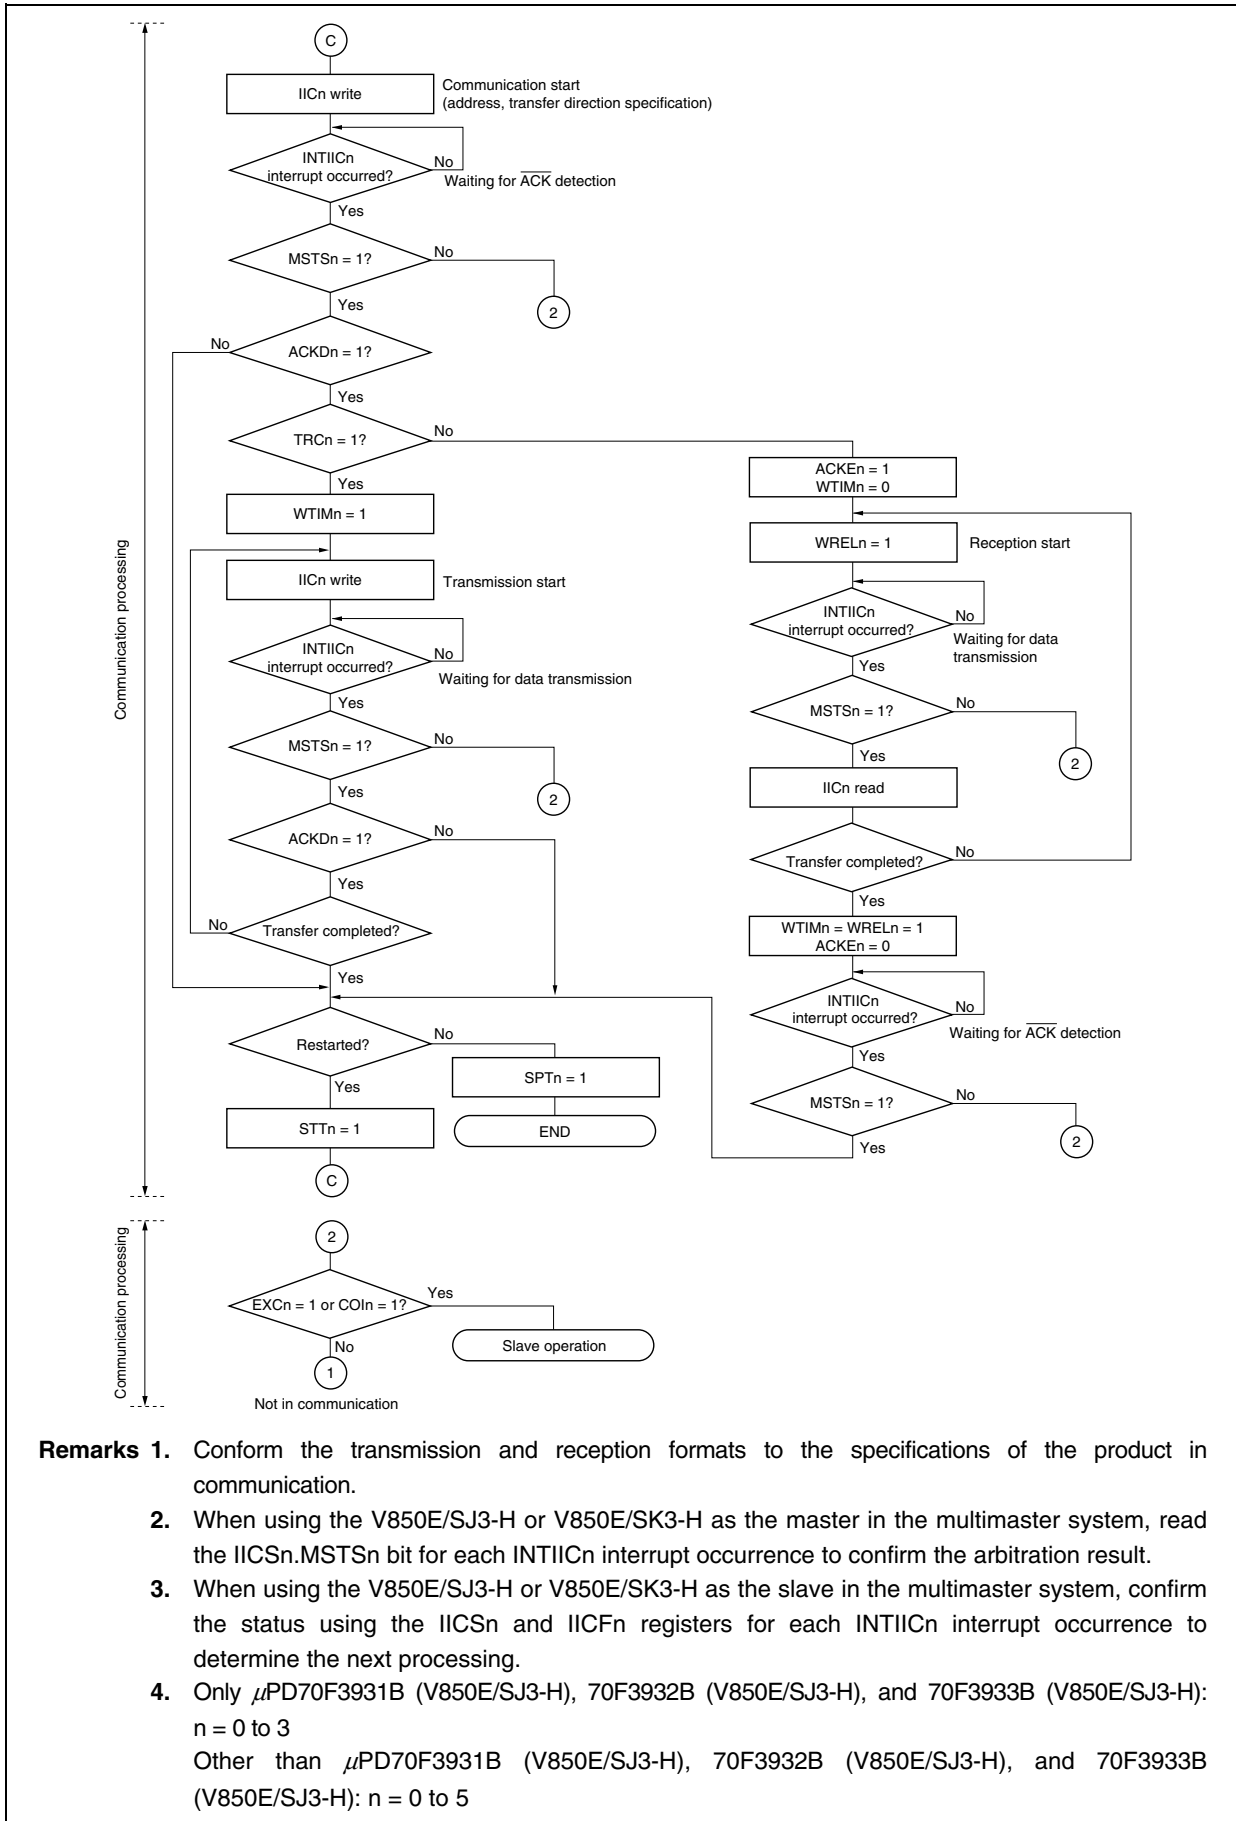 C
IICn write
Communication start
(address, transfer direction specification)
INTIICn
interrupt occurred?
No
Waiting for ACK detection
Yes
MSTSn = 1?
No
2
Yes
ACKDn = 1?
No
Yes
TRCn = 1?
No
Yes
WTIMn = 1
IICn write
Transmission start
INTIICn
interrupt occurred?
No
Waiting for data transmission
Yes
MSTSn = 1?
No
2
Yes
ACKDn = 1?
No
Yes
Transfer completed?
No
Yes
Restarted?
No
SPTn = 1
END
Yes
STTn = 1
C
ACKEn = 1
WTIMn = 0
WRELn = 1
Reception start
INTIICn
interrupt occurred?
No
Waiting for data
transmission
Yes
MSTSn = 1?
No
2
Yes
IICn read
Transfer completed?
No
Yes
WTIMn = WRELn = 1
ACKEn = 0
INTIICn
interrupt occurred?
No
Waiting for ACK detection
Yes
MSTSn = 1?
No
2
Yes
Communication processing
2
EXCn = 1 or COIn = 1?
Yes
Slave operation
No
1
Not in communication
Communication processing
Remarks 1. Conform the transmission and reception formats to the specifications of the product in
communication.
2. When using the V850E/SJ3-H or V850E/SK3-H as the master in the multimaster system, read
the IICSn.MSTSn bit for each INTIICn interrupt occurrence to confirm the arbitration result.
3. When using the V850E/SJ3-H or V850E/SK3-H as the slave in the multimaster system, confirm
the status using the IICSn and IICFn registers for each INTIICn interrupt occurrence to
determine the next processing.
4. Only μPD70F3931B (V850E/SJ3-H), 70F3932B (V850E/SJ3-H), and 70F3933B (V850E/SJ3-H):
n = 0 to 3
Other than μPD70F3931B (V850E/SJ3-H), 70F3932B (V850E/SJ3-H), and 70F3933B
(V850E/SJ3-H): n = 0 to 5